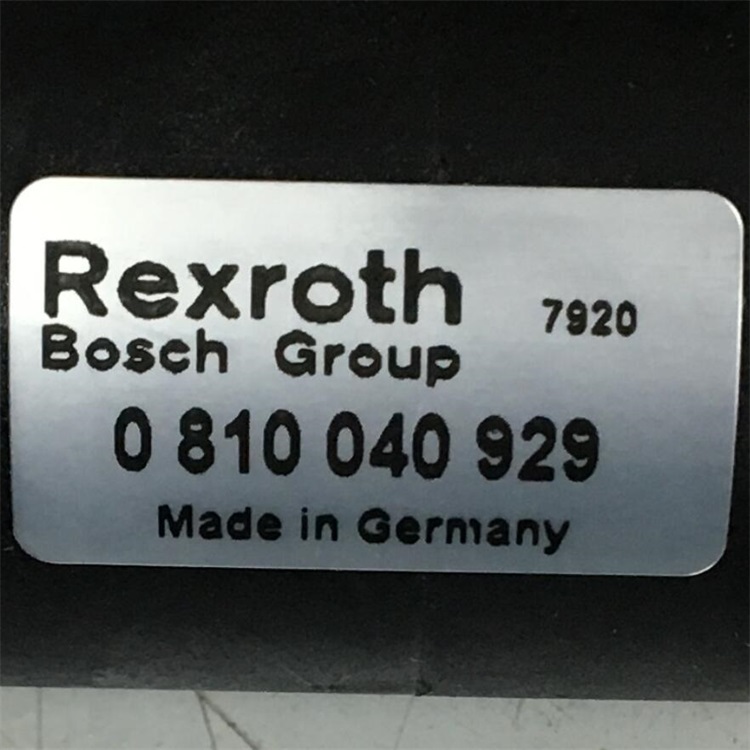 Rexroth 7920
Bosch Group
0 810 040 929
Made in Germany